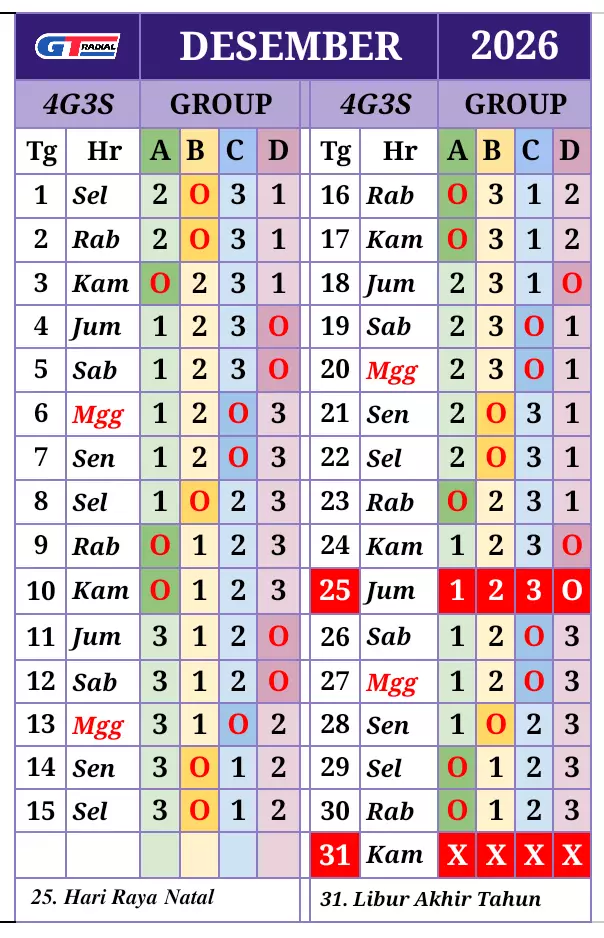 GT RADIAL DESEMBER 2026
4G3S GROUP 4G3S GROUP
Tg Hr A B C D Tg Hr A B C D
1 Sel 2 O 3 1 16 Rab O 3 1 2
2 Rab 2 O 3 1 17 Kam O 3 1 2
3 Kam O 2 3 1 18 Jum 2 3 1 O
4 Jum 1 2 3 O 19 Sab 2 3 O 1
5 Sab 1 2 3 O 20 Mgg 2 3 O 1
6 Mgg 1 2 O 3 21 Sen 2 O 3 1
7 Sen 1 2 O 3 22 Sel 2 O 3 1
8 Sel 1 O 2 3 23 Rab O 2 3 1
9 Rab O 1 2 3 24 Kam 1 2 3 O
10 Kam O 1 2 3 25 Jum 1 2 3 O
11 Jum 3 1 2 O 26 Sab 1 2 O 3
12 Sab 3 1 2 O 27 Mgg 1 2 O 3
13 Mgg 3 1 O 2 28 Sen 1 O 2 3
14 Sen 3 O 1 2 29 Sel O 1 2 3
15 Sel 3 O 1 2 30 Rab O 1 2 3
31 Kam X X X X
25. Hari Raya Natal 31. Libur Akhir Tahun